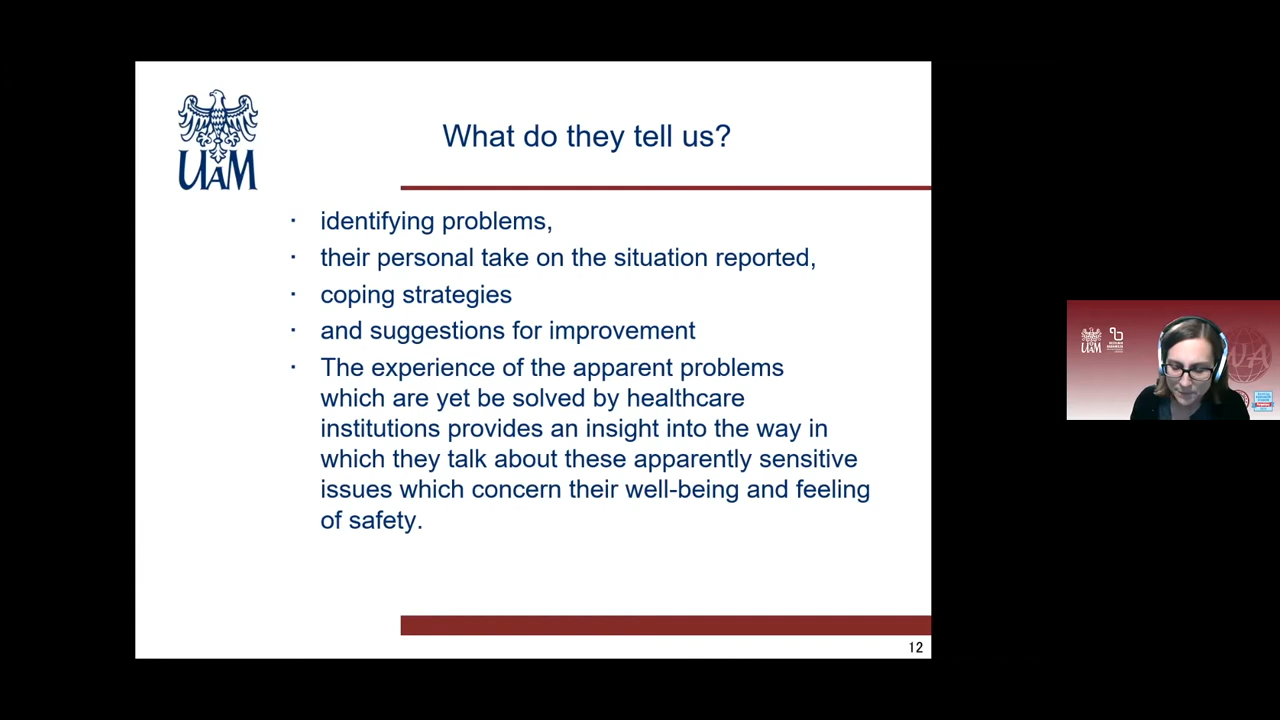 UAM
What do they tell us?
· identifying problems,
· their personal take on the situation reported,
· coping strategies
· and suggestions for improvement
· The experience of the apparent problems
which are yet be solved by healthcare
institutions provides an insight into the way in
which they talk about these apparently sensitive
issues which concern their well-being and feeling
of safety.
12
UAM
WA